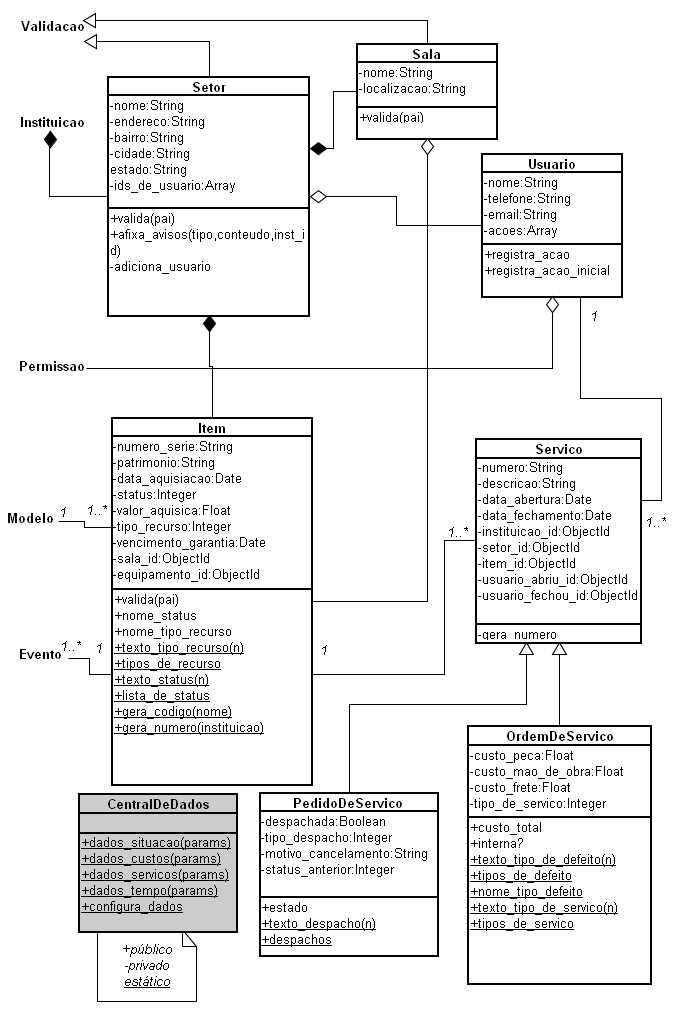 Validacao
Sala
-nome:String
-localizacao:String
+valida(pai)
Setor
-nome:String
-endereco:String
-bairro:String
-cidade:String
estado:String
-ids_de_usuario:Array
+valida(pai)
+afixa_avisos(tipo,conteudo,inst_i
d)
-adiciona_usuario
Instituicao
Usuario
-nome:String
-telefone:String
-email:String
-acoes:Array
+registra_acao
+registra_acao_inicial
1
Permissao
Item
-numero_serie:String
-patrimonio:String
-data_aquisiacao:Date
-status:Integer
-valor_aquisica:Float
-tipo_recurso:Integer
-vencimento_garantia:Date
-sala_id:ObjectId
-equipamento_id:ObjectId
+valida(pai)
+nome_status
+nome_tipo_recurso
+texto_tipo_recurso(n)
+tipos_de_recurso
+texto_status(n)
+lista_de_status
+gera_codigo(nome)
+gera_numero(instituicao)
Modelo
1
1..*
Evento
1..*
1
Servico
-numero:String
-descricao:String
-data_abertura:Date
-data_fechamento:Date
-instituicao_id:ObjectId
-setor_id:ObjectId
-item_id:ObjectId
-usuario_abriu_id:ObjectId
-usuario_fechou_id:ObjectId
-gera_numero
1..*
1..*
1
OrdemDeServico
-custo_peca:Float
-custo_mao_de_obra:Float
-custo_frete:Float
-tipo_de_servico:Integer
+custo_total
+interna?
+texto_tipo_de_defeito(n)
+tipos_de_defeito
+nome_tipo_defeito
+texto_tipo_de_servico(n)
+tipos_de_servico
CentralDeDados
+dados_situacao(params)
+dados_custos(params)
+dados_servicos(params)
+dados_tempo(params)
+configura_dados
PedidoDeServico
-despachada:Boolean
-tipo_despacho:Integer
-motivo_cancelamento:String
-status_anterior:Integer
+estado
+texto_despacho(n)
+despachos
+público
-privado
estático